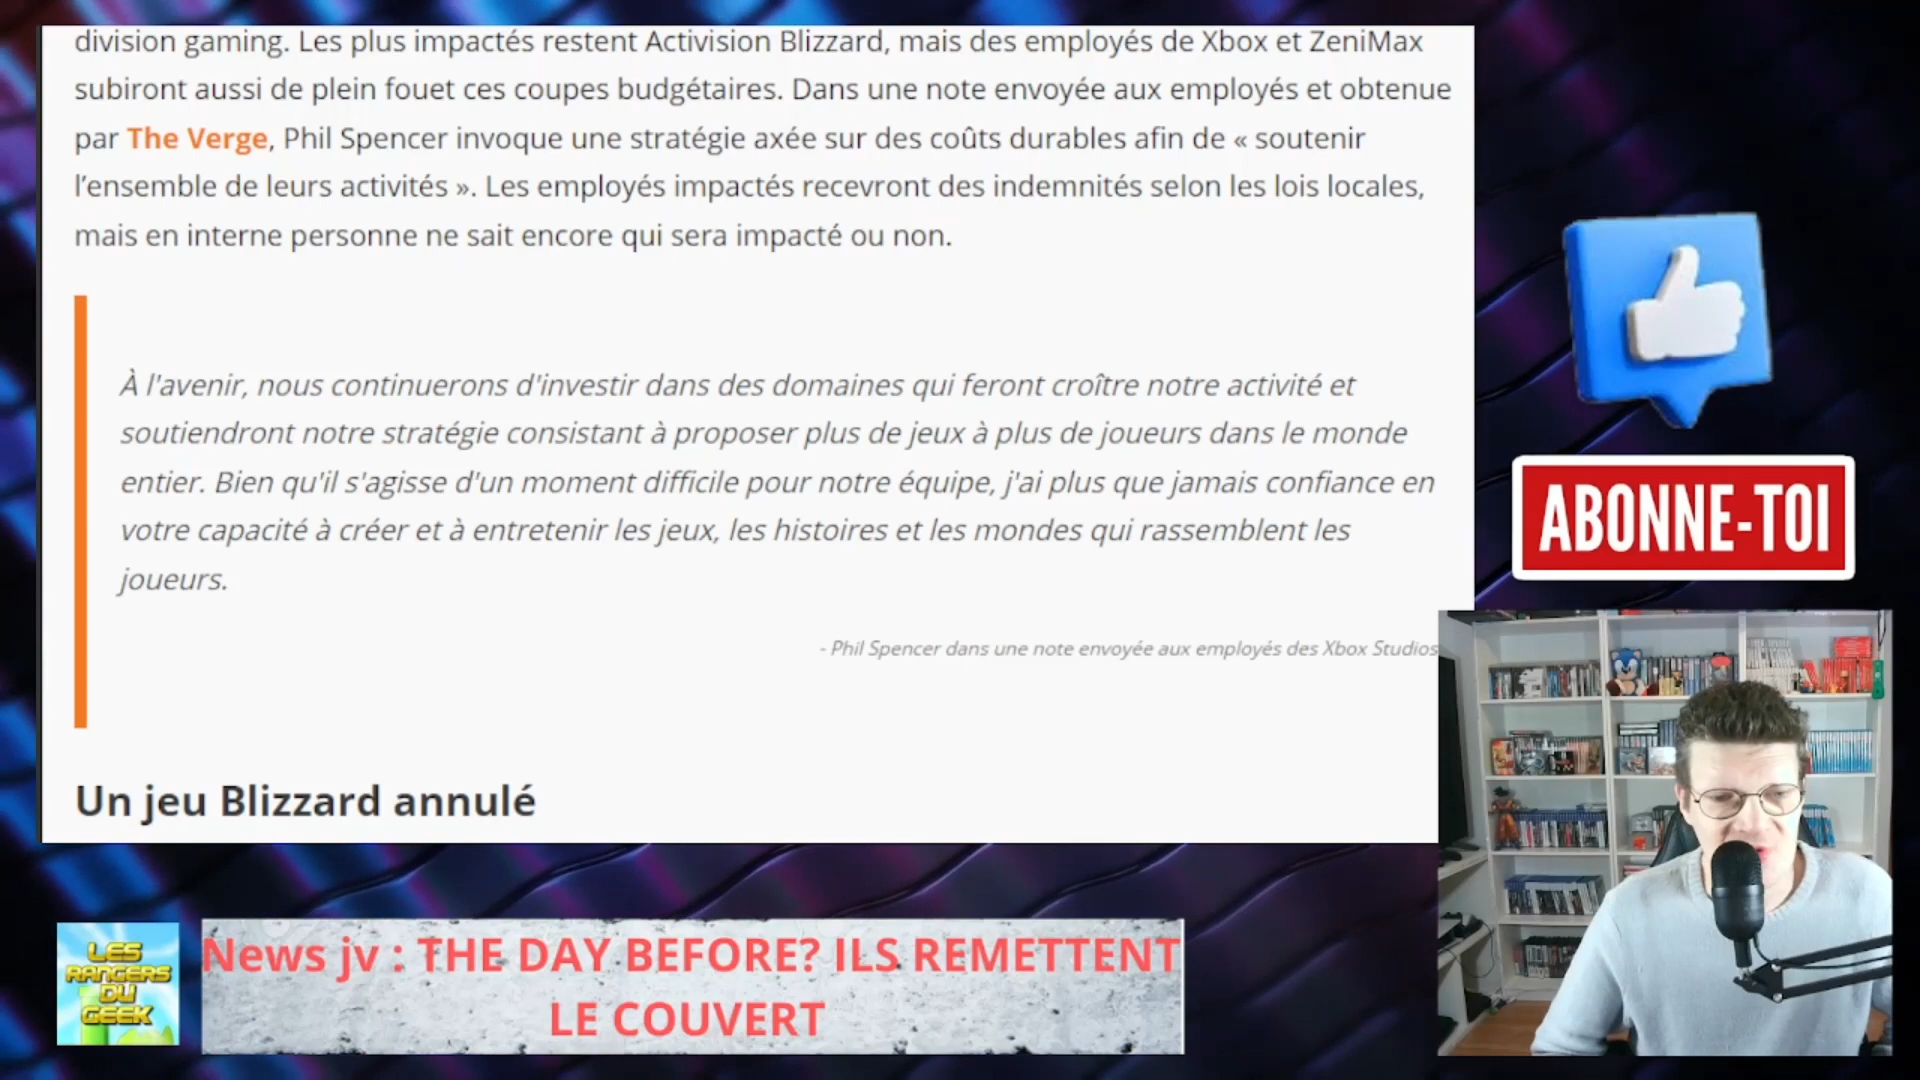 division gaming. Les plus impactés restent Activision Blizzard, mais des employés de Xbox et ZeniMax
subiront aussi de plein fouet ces coupes budgétaires. Dans une note envoyée aux employés et obtenue
par The Verge, Phil Spencer invoque une stratégie axée sur des coûts durables afin de « soutenir
l’ensemble de leurs activités ». Les employés impactés recevront des indemnités selon les lois locales,
mais en interne personne ne sait encore qui sera impacté ou non.
À l'avenir, nous continuerons d'investir dans des domaines qui feront croître notre activité et
soutiendront notre stratégie consistant à proposer plus de jeux à plus de joueurs dans le monde
entier. Bien qu'il s'agisse d'un moment difficile pour notre équipe, j'ai plus que jamais confiance en
votre capacité à créer et à entretenir les jeux, les histoires et les mondes qui rassemblent les
joueurs.
- Phil Spencer dans une note envoyée aux employés des Xbox Studios
Un jeu Blizzard annulé
ABONNE-TOI
LES
RANGERS
DU
GEEK
News jv : THE DAY BEFORE? ILS REMETTENT
LE COUVERT